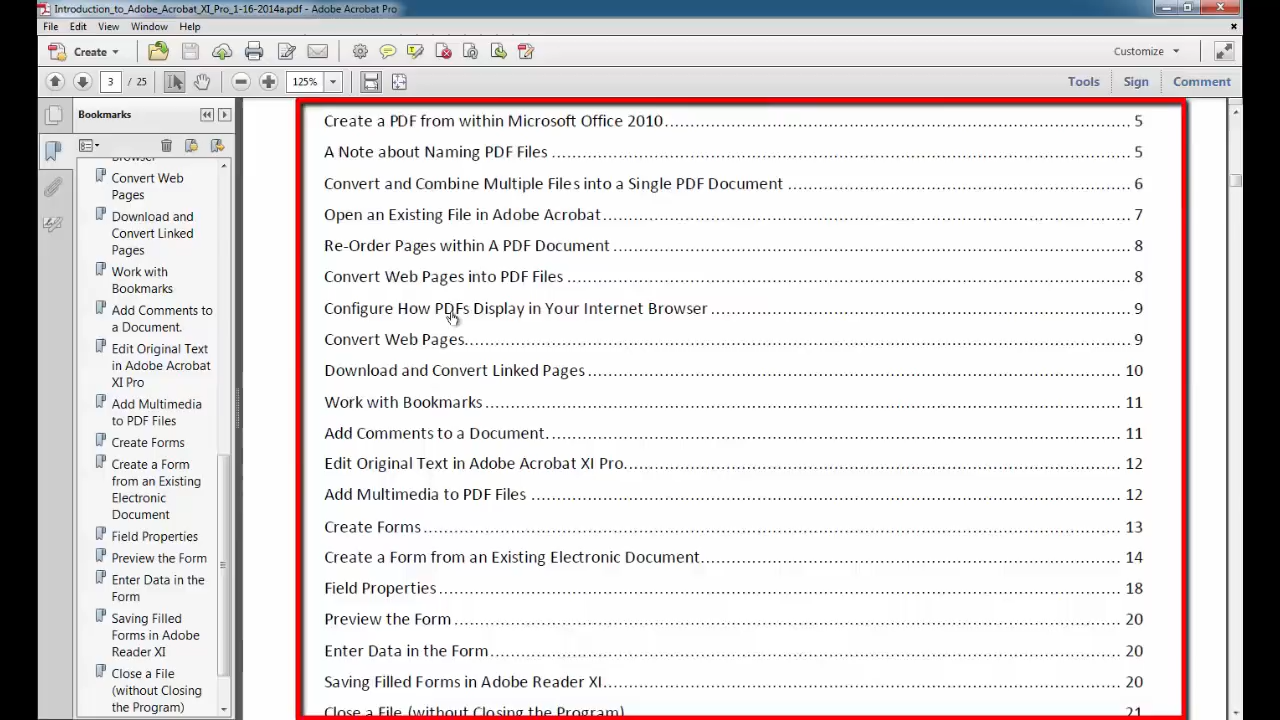 Introduction_to_Adobe_Acrobat_XI_Pro_1-16-2014a.pdf - Adobe Acrobat Pro
File Edit View Window Help
Create
Customize
3 / 25
125%
Tools Sign Comment
Bookmarks
Browser
Convert Web
Pages
Download and
Convert Linked
Pages
Work with
Bookmarks
Add Comments to
a Document.
Edit Original Text
in Adobe Acrobat
XI Pro
Add Multimedia
to PDF Files
Create Forms
Create a Form
from an Existing
Electronic
Document
Field Properties
Preview the Form
Enter Data in the
Form
Saving Filled
Forms in Adobe
Reader XI
Close a File
(without Closing
the Program)
Create a PDF from within Microsoft Office 2010 5
A Note about Naming PDF Files 5
Convert and Combine Multiple Files into a Single PDF Document 6
Open an Existing File in Adobe Acrobat 7
Re-Order Pages within A PDF Document 8
Convert Web Pages into PDF Files 8
Configure How PDFs Display in Your Internet Browser 9
Convert Web Pages 9
Download and Convert Linked Pages 10
Work with Bookmarks 11
Add Comments to a Document. 11
Edit Original Text in Adobe Acrobat XI Pro 12
Add Multimedia to PDF Files 12
Create Forms 13
Create a Form from an Existing Electronic Document 14
Field Properties 18
Preview the Form 20
Enter Data in the Form 20
Saving Filled Forms in Adobe Reader XI 20
Close a File (without Closing the Program) 21